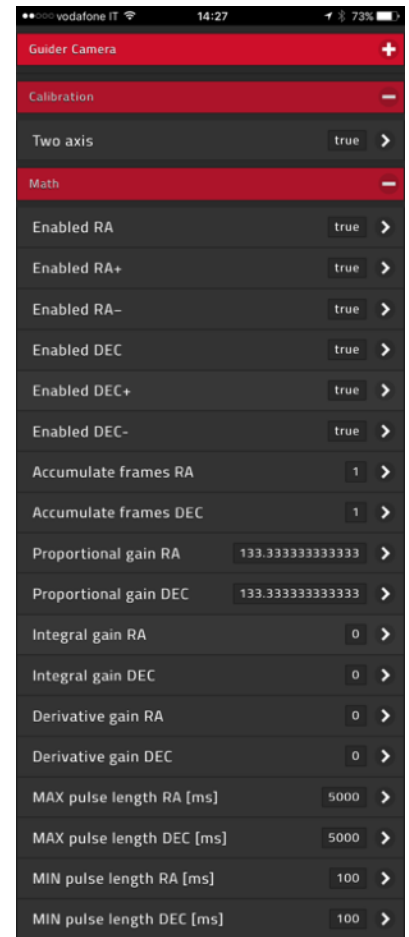 vodafone IT 14:27 73%
Guider Camera
Calibration
Two axis true
Math
Enabled RA true
Enabled RA+ true
Enabled RA– true
Enabled DEC true
Enabled DEC+ true
Enabled DEC- true
Accumulate frames RA 1
Accumulate frames DEC 1
Proportional gain RA 133.333333333333
Proportional gain DEC 133.333333333333
Integral gain RA 0
Integral gain DEC 0
Derivative gain RA 0
Derivative gain DEC 0
MAX pulse length RA [ms] 5000
MAX pulse length DEC [ms] 5000
MIN pulse length RA [ms] 100
MIN pulse length DEC [ms] 100